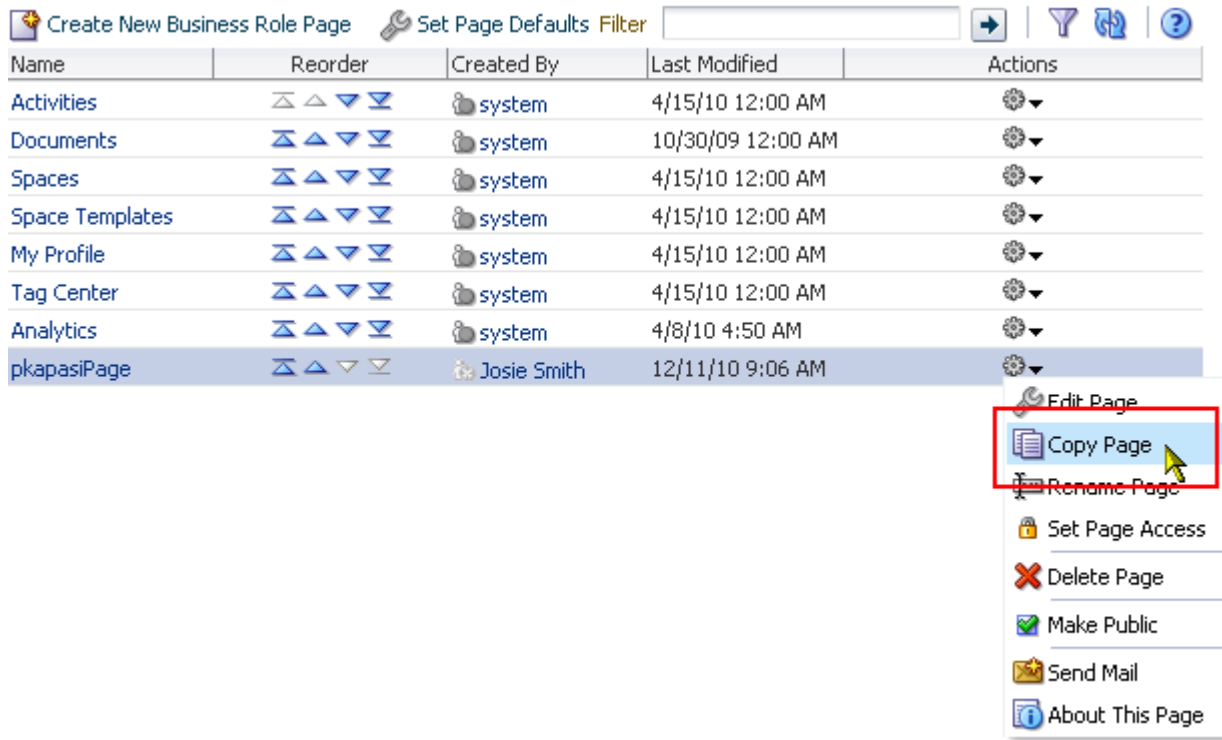 Create New Business Role Page Set Page Defaults Filter
Name Reorder Created By Last Modified Actions
Activities system 4/15/10 12:00 AM
Documents system 10/30/09 12:00 AM
Spaces system 4/15/10 12:00 AM
Space Templates system 4/15/10 12:00 AM
My Profile system 4/15/10 12:00 AM
Tag Center system 4/15/10 12:00 AM
Analytics system 4/8/10 4:50 AM
pkapasiPage Josie Smith 12/11/10 9:06 AM
Edit Page
Copy Page
Rename Page
Set Page Access
Delete Page
Make Public
Send Mail
About This Page